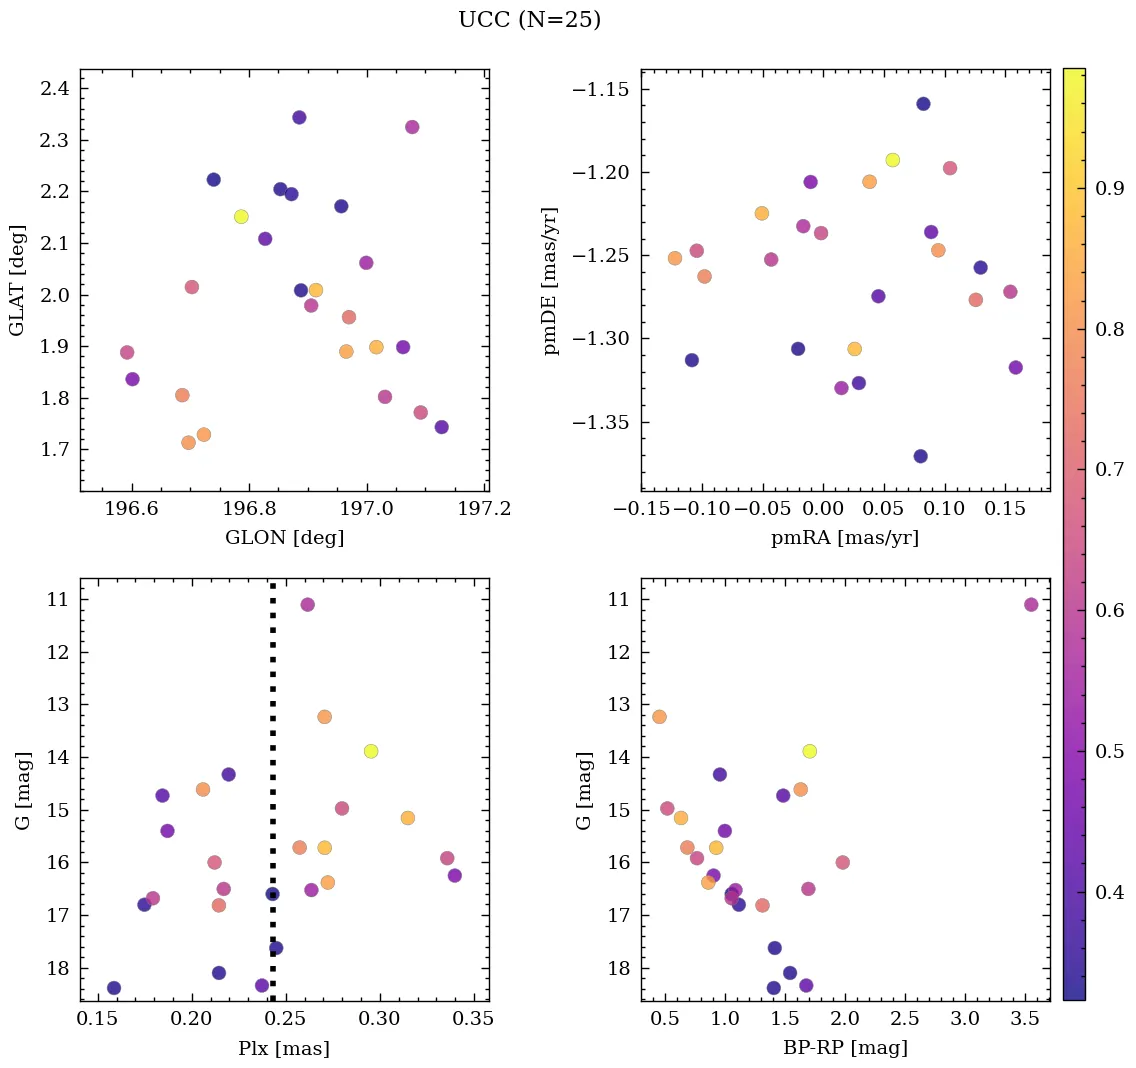 UCC (N=25)
2.4
2.3
2.2
2.1
2.0
1.9
1.8
1.7
GLAT [deg]
196.6 196.8 197.0 197.2
GLON [deg]
−1.15
−1.20
−1.25
−1.30
−1.35
pmDE [mas/yr]
−0.15 −0.10 −0.05 0.00 0.05 0.10 0.15
pmRA [mas/yr]
11
12
13
14
15
16
17
18
G [mag]
0.15 0.20 0.25 0.30 0.35
Plx [mas]
11
12
13
14
15
16
17
18
G [mag]
0.5 1.0 1.5 2.0 2.5 3.0 3.5
BP-RP [mag]
0.9
0.8
0.7
0.6
0.5
0.4